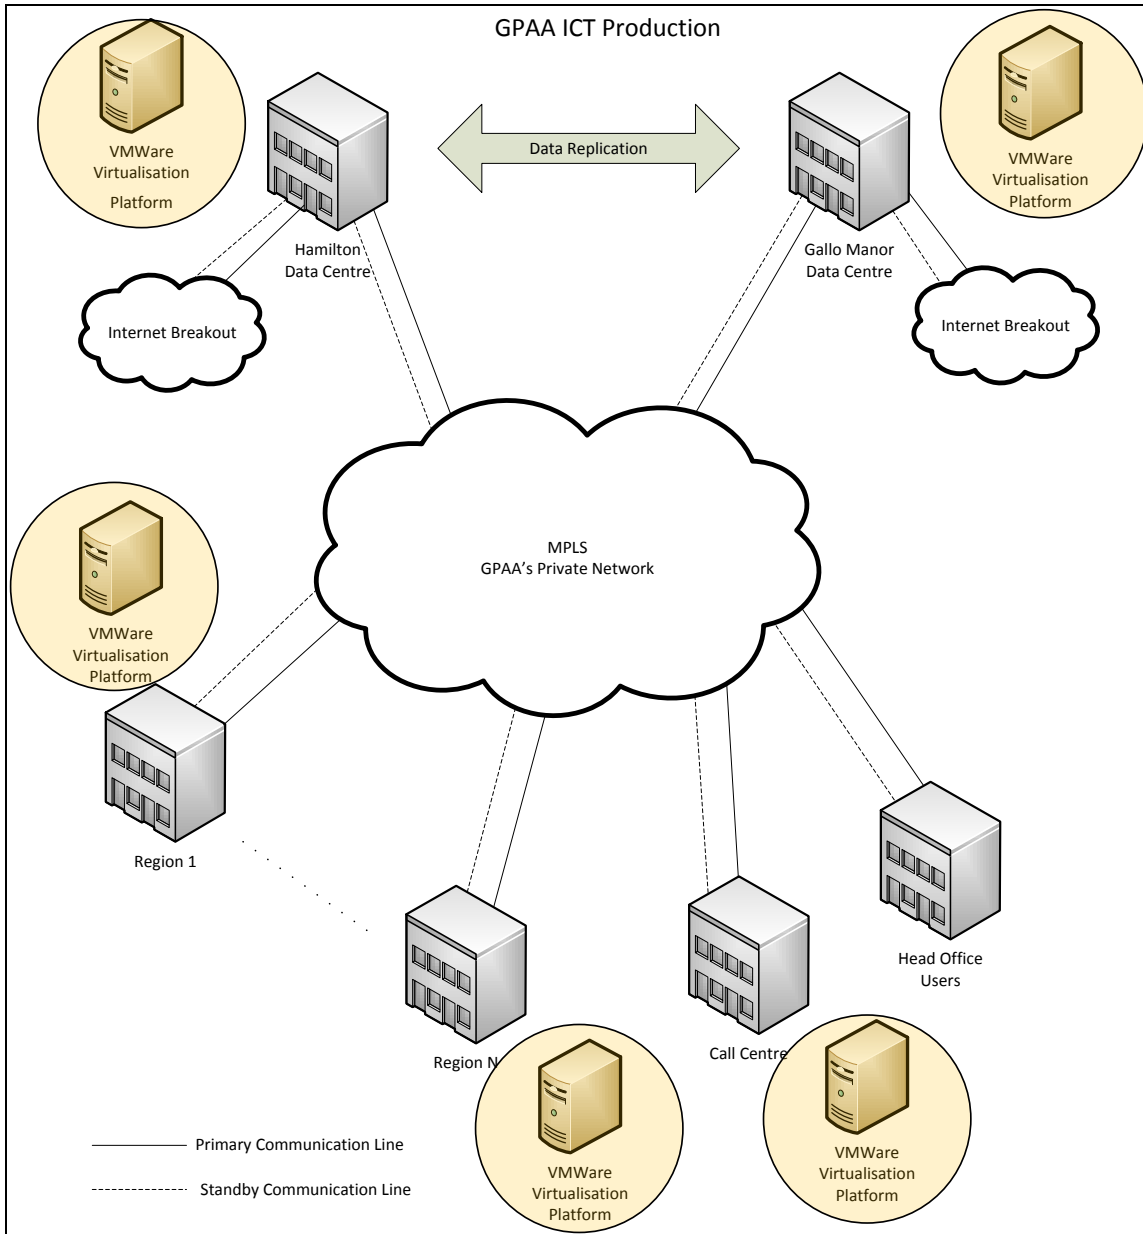 GPAA ICT Production
VMWare
Virtualisation
Platform
Data Replication
VMWare
Virtualisation
Platform
Hamilton
Data Centre
Gallo Manor
Data Centre
Internet Breakout
Internet Breakout
MPLS
GPAA's Private Network
VMWare
Virtualisation
Platform
Region 1
Head Office
Users
Region N
Call Centre
VMWare
Virtualisation
Platform
VMWare
Virtualisation
Platform
Primary Communication Line
Standby Communication Line